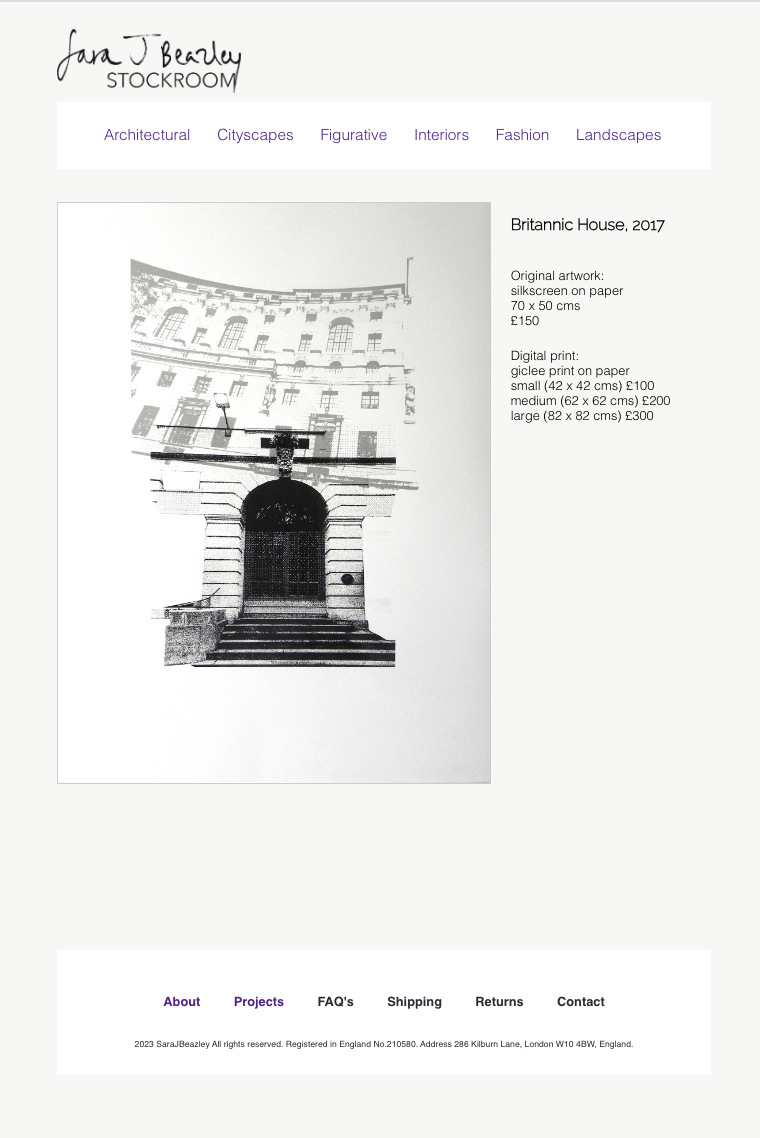 Sara J Beazley
STOCKROOM
Architectural Cityscapes Figurative Interiors Fashion Landscapes
Britannic House, 2017
Original artwork:
silkscreen on paper
70 x 50 cms
£150
Digital print:
giclee print on paper
small (42 x 42 cms) £100
medium (62 x 62 cms) £200
large (82 x 82 cms) £300
About Projects FAQ's Shipping Returns Contact
2023 SaraJBeazley All rights reserved. Registered in England No.210580. Address 286 Kilburn Lane, London W10 4BW, England.